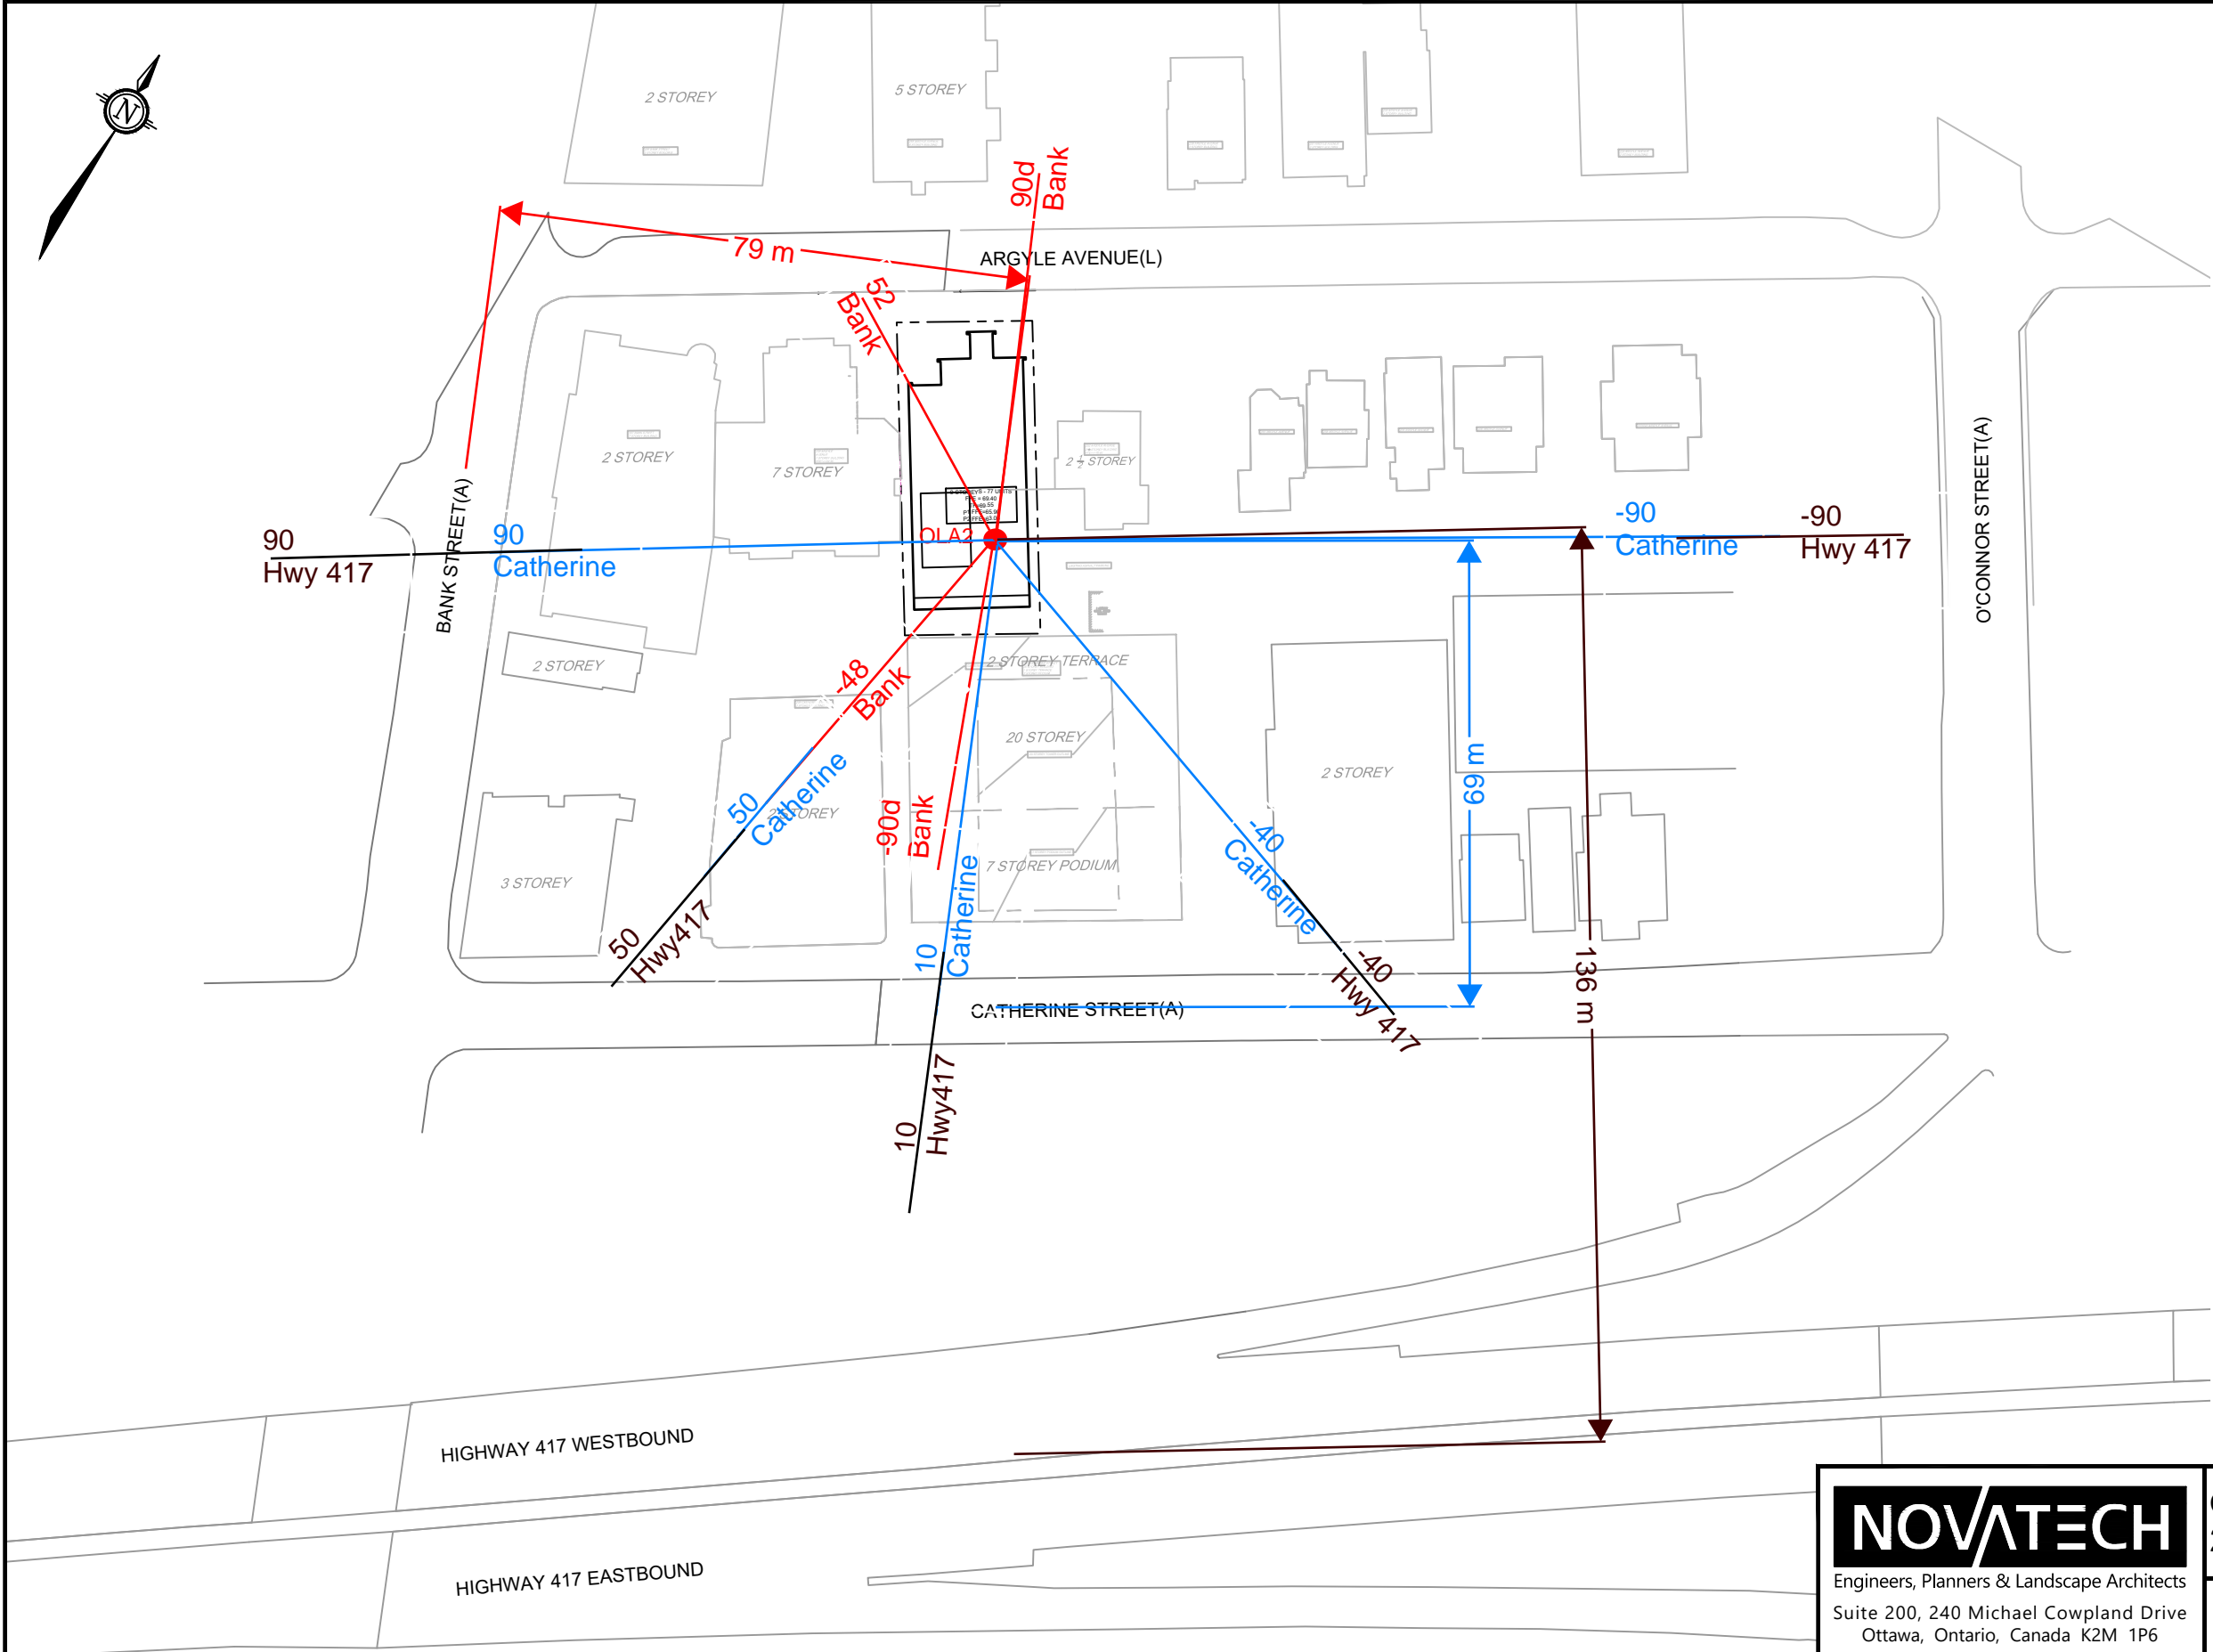 N
2 STOREY
5 STOREY
90d
Bank
79 m
ARGYLE AVENUE(L)
52
Bank
2 STOREY
7 STOREY
2 1/2 STOREY
O'CONNOR STREET(A)
BANK STREET(A)
OLA2
90
Hwy 417
90
Catherine
-90
Catherine
-90
Hwy 417
2 STOREY
-48
Bank
2 STOREY TERRACE
20 STOREY
2 STOREY
69 m
50
Catherine
-90d
Bank
-40
Catherine
7 STOREY PODIUM
3 STOREY
50
Hwy417
10
Catherine
-40
Hwy 417
136 m
CATHERINE STREET(A)
10
Hwy417
HIGHWAY 417 WESTBOUND
HIGHWAY 417 EASTBOUND
NOVATECH
Engineers, Planners & Landscape Architects
Suite 200, 240 Michael Cowpland Drive
Ottawa, Ontario, Canada K2M 1P6